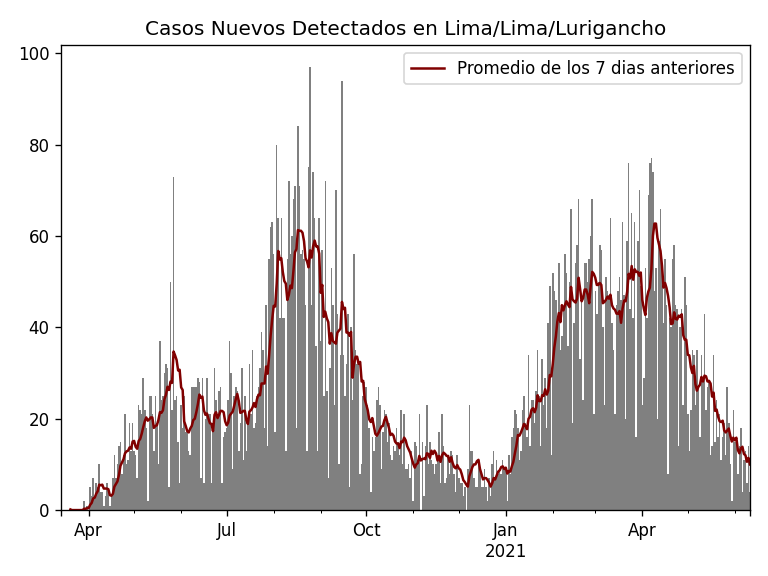 Casos Nuevos Detectados en Lima/Lima/Lurigancho
Promedio de los 7 dias anteriores
100
80
60
40
20
0
Apr Jul Oct Jan Apr
2021